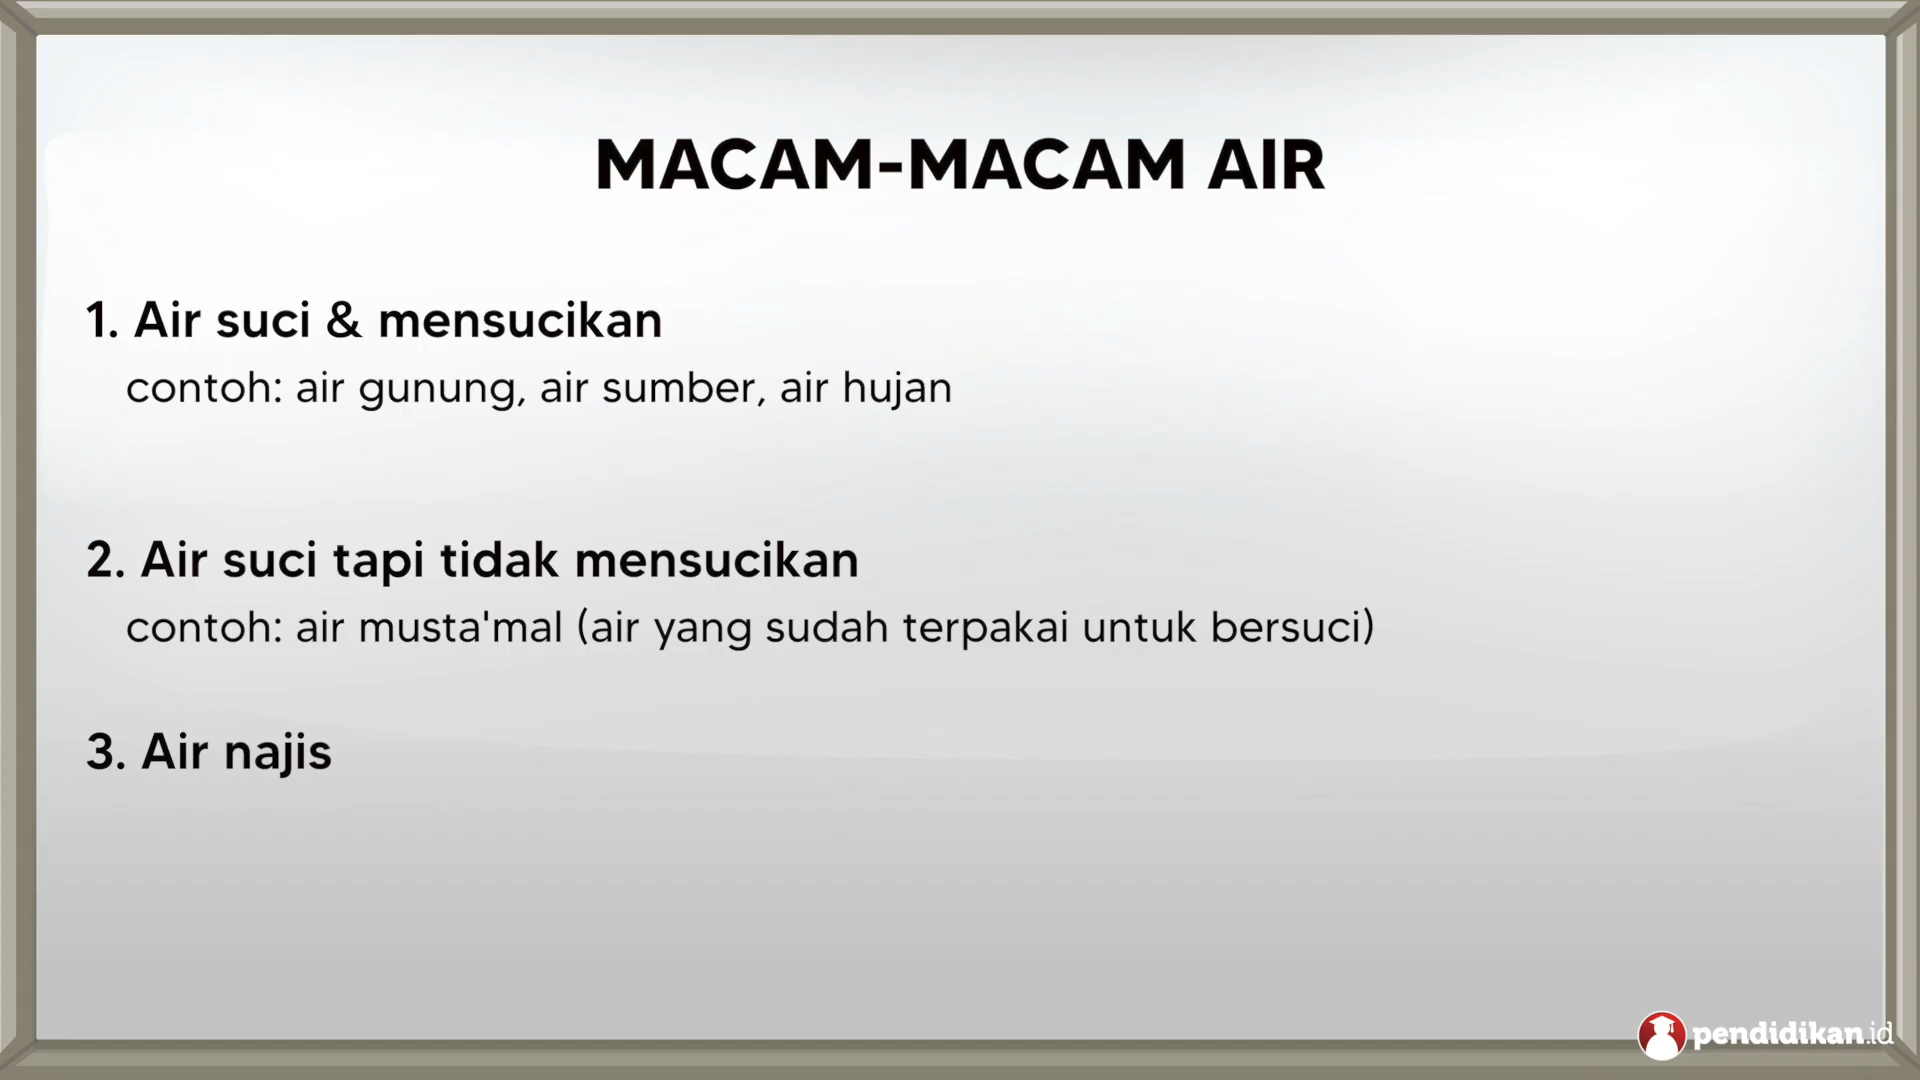 MACAM-MACAM AIR
1. Air suci & mensucikan
contoh: air gunung, air sumber, air hujan
2. Air suci tapi tidak mensucikan
contoh: air musta'mal (air yang sudah terpakai untuk bersuci)
3. Air najis
pendidikan.id